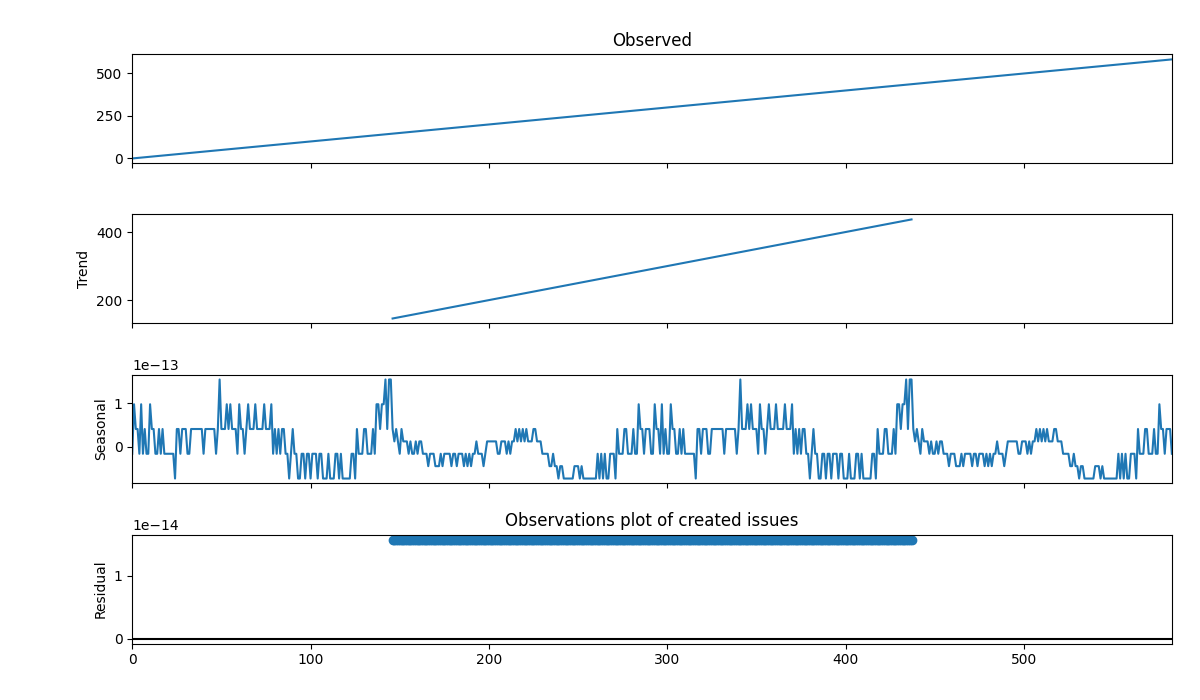 Observed
500
250
0
Trend
400
200
1e−13
Seasonal
1
0
Observations plot of created issues
1e−14
Residual
1
0
0 100 200 300 400 500